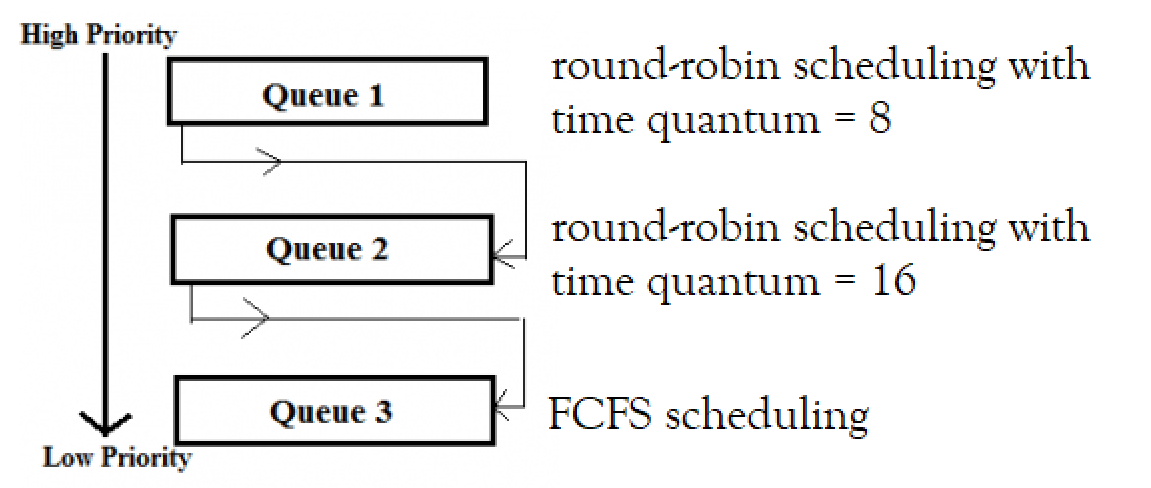 High Priority
Queue 1
round-robin scheduling with
time quantum = 8
Queue 2
round-robin scheduling with
time quantum = 16
Queue 3
FCFS scheduling
Low Priority